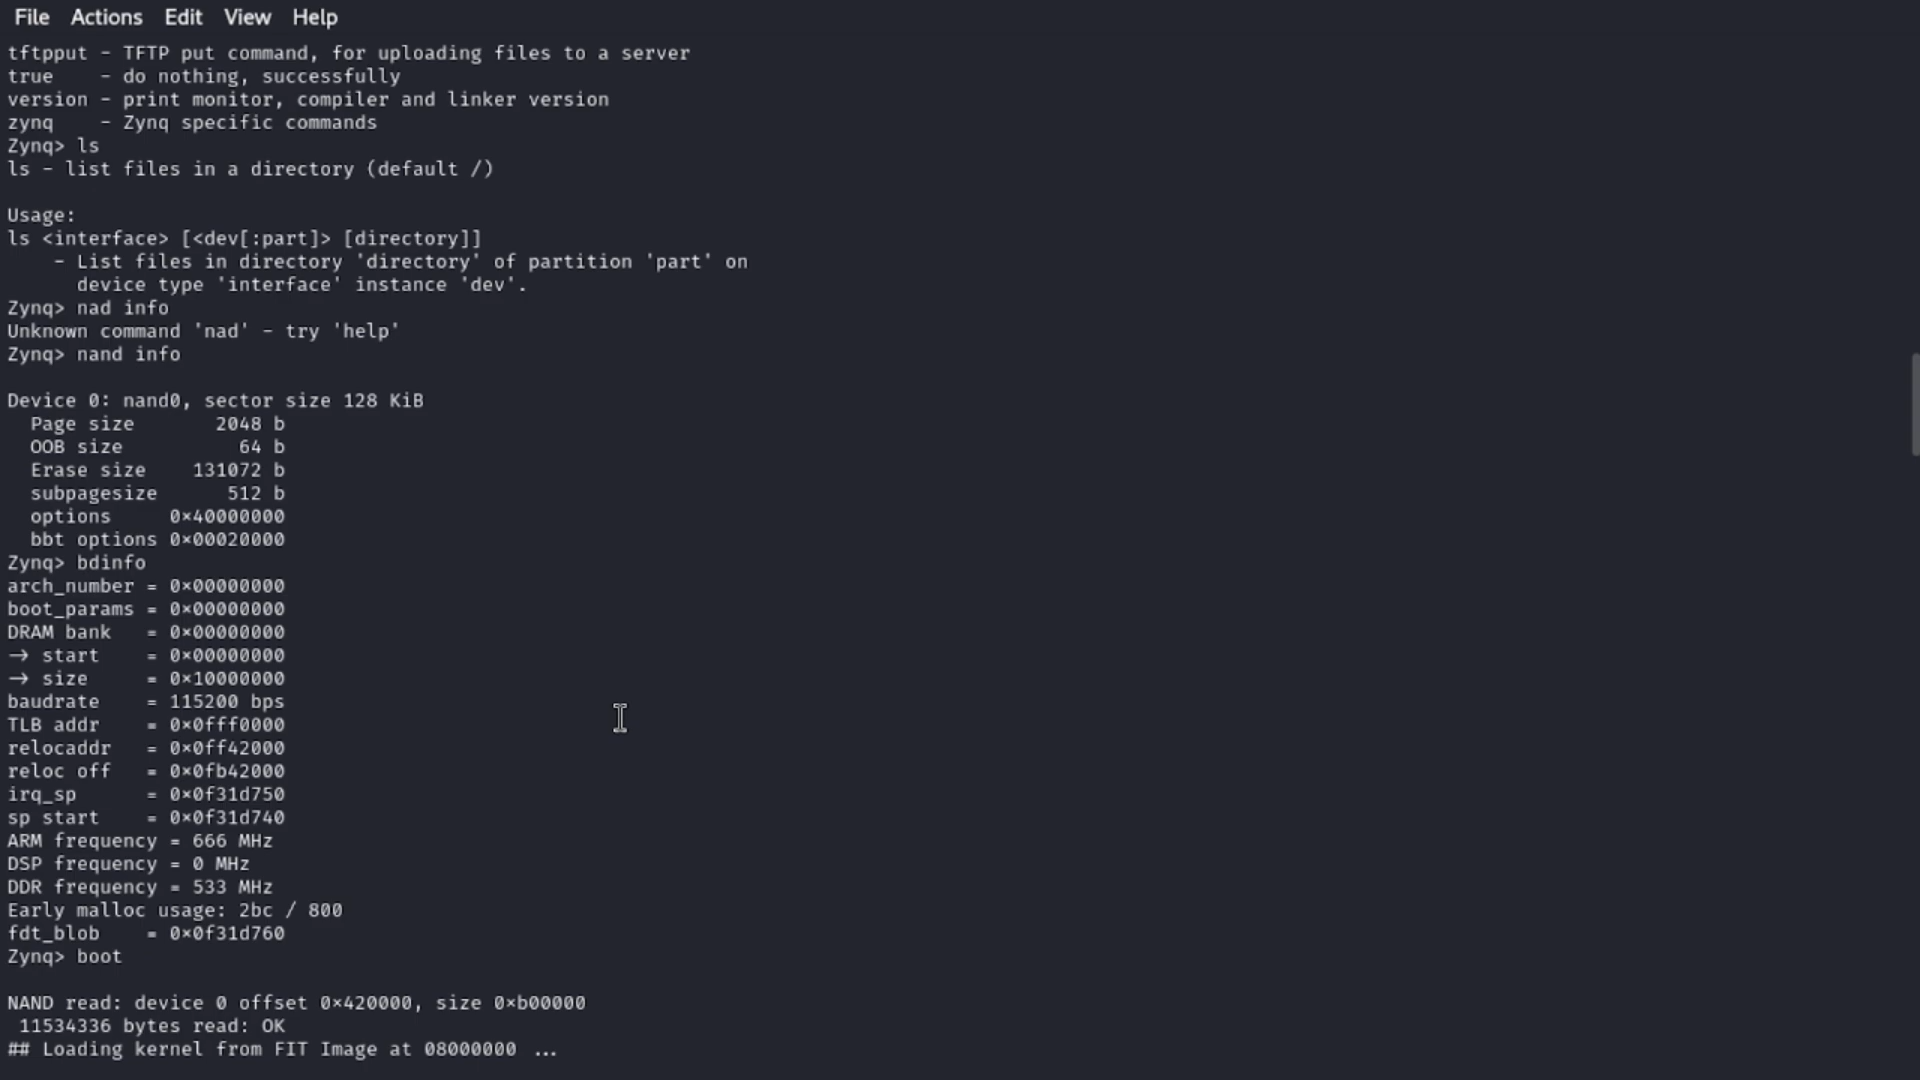 File Actions Edit View Help
tftpput - TFTP put command, for uploading files to a server
true    - do nothing, successfully
version - print monitor, compiler and linker version
zynq    - Zynq specific commands
Zynq> ls
ls - list files in a directory (default /)
Usage:
ls <interface> [<dev[:part]> [directory]]
    - List files in directory 'directory' of partition 'part' on
      device type 'interface' instance 'dev'.
Zynq> nad info
Unknown command 'nad' - try 'help'
Zynq> nand info
Device 0: nand0, sector size 128 KiB
  Page size       2048 b
  OOB size          64 b
  Erase size    131072 b
  subpagesize      512 b
  options     0×40000000
  bbt options 0×00020000
Zynq> bdinfo
arch_number = 0×00000000
boot_params = 0×00000000
DRAM bank   = 0×00000000
→ start    = 0×00000000
→ size     = 0×10000000
baudrate    = 115200 bps
TLB addr    = 0×0fff0000
relocaddr   = 0×0ff42000
reloc off   = 0×0fb42000
irq_sp      = 0×0f31d750
sp start    = 0×0f31d740
ARM frequency = 666 MHz
DSP frequency = 0 MHz
DDR frequency = 533 MHz
Early malloc usage: 2bc / 800
fdt_blob    = 0×0f31d760
Zynq> boot
NAND read: device 0 offset 0×420000, size 0×b00000
 11534336 bytes read: OK
## Loading kernel from FIT Image at 08000000 ...